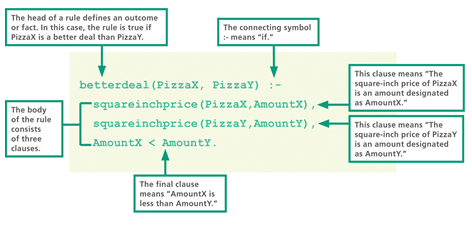 The head of a rule defines an outcome
or fact. In this case, the rule is true if
PizzaX is a better deal than PizzaY.
The connecting symbol
:- means “if.”
betterdeal(PizzaX, PizzaY) :-
squareinchprice(PizzaX,AmountX),
squareinchprice(PizzaY,AmountY),
AmountX < AmountY.
The body
of the rule
consists
of three
clauses.
This clause means “The
square-inch price of PizzaX
is an amount designated
as AmountX.”
This clause means “The
square-inch price of PizzaY
is an amount designated
as AmountY.”
The final clause
means “AmountX is
less than AmountY.”